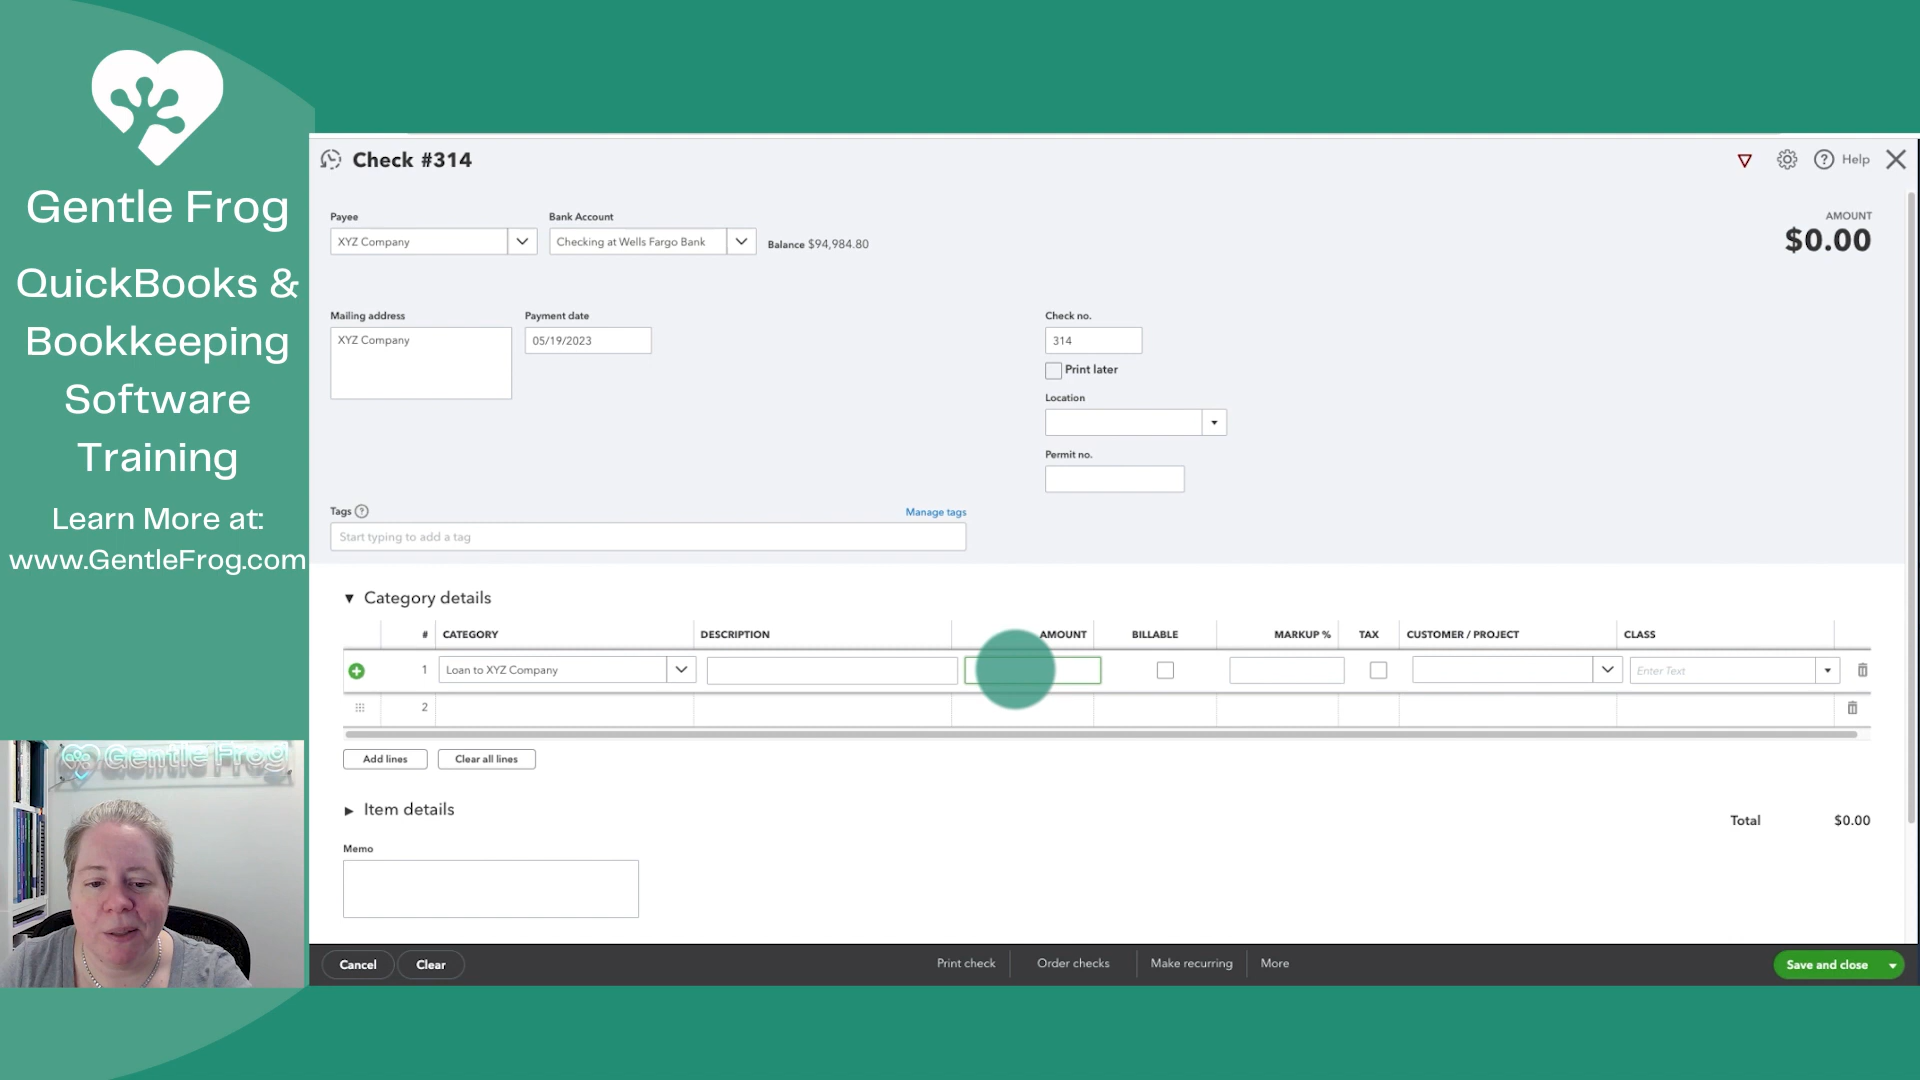 Gentle Frog
QuickBooks &
Bookkeeping
Software
Training
Learn More at:
www.GentleFrog.com
Check #314
Help
Payee
XYZ Company
Bank Account
Checking at Wells Fargo Bank
Balance $94,984.80
AMOUNT
$0.00
Mailing address
XYZ Company
Payment date
05/19/2023
Check no.
314
Print later
Location
Permit no.
Tags
Manage tags
Start typing to add a tag
Category details
# CATEGORY DESCRIPTION AMOUNT BILLABLE MARKUP % TAX CUSTOMER / PROJECT CLASS
1 Loan to XYZ Company Enter Text
2
Add lines Clear all lines
Item details
Total $0.00
Memo
Gentle Frog
Cancel Clear Print check Order checks Make recurring More Save and close